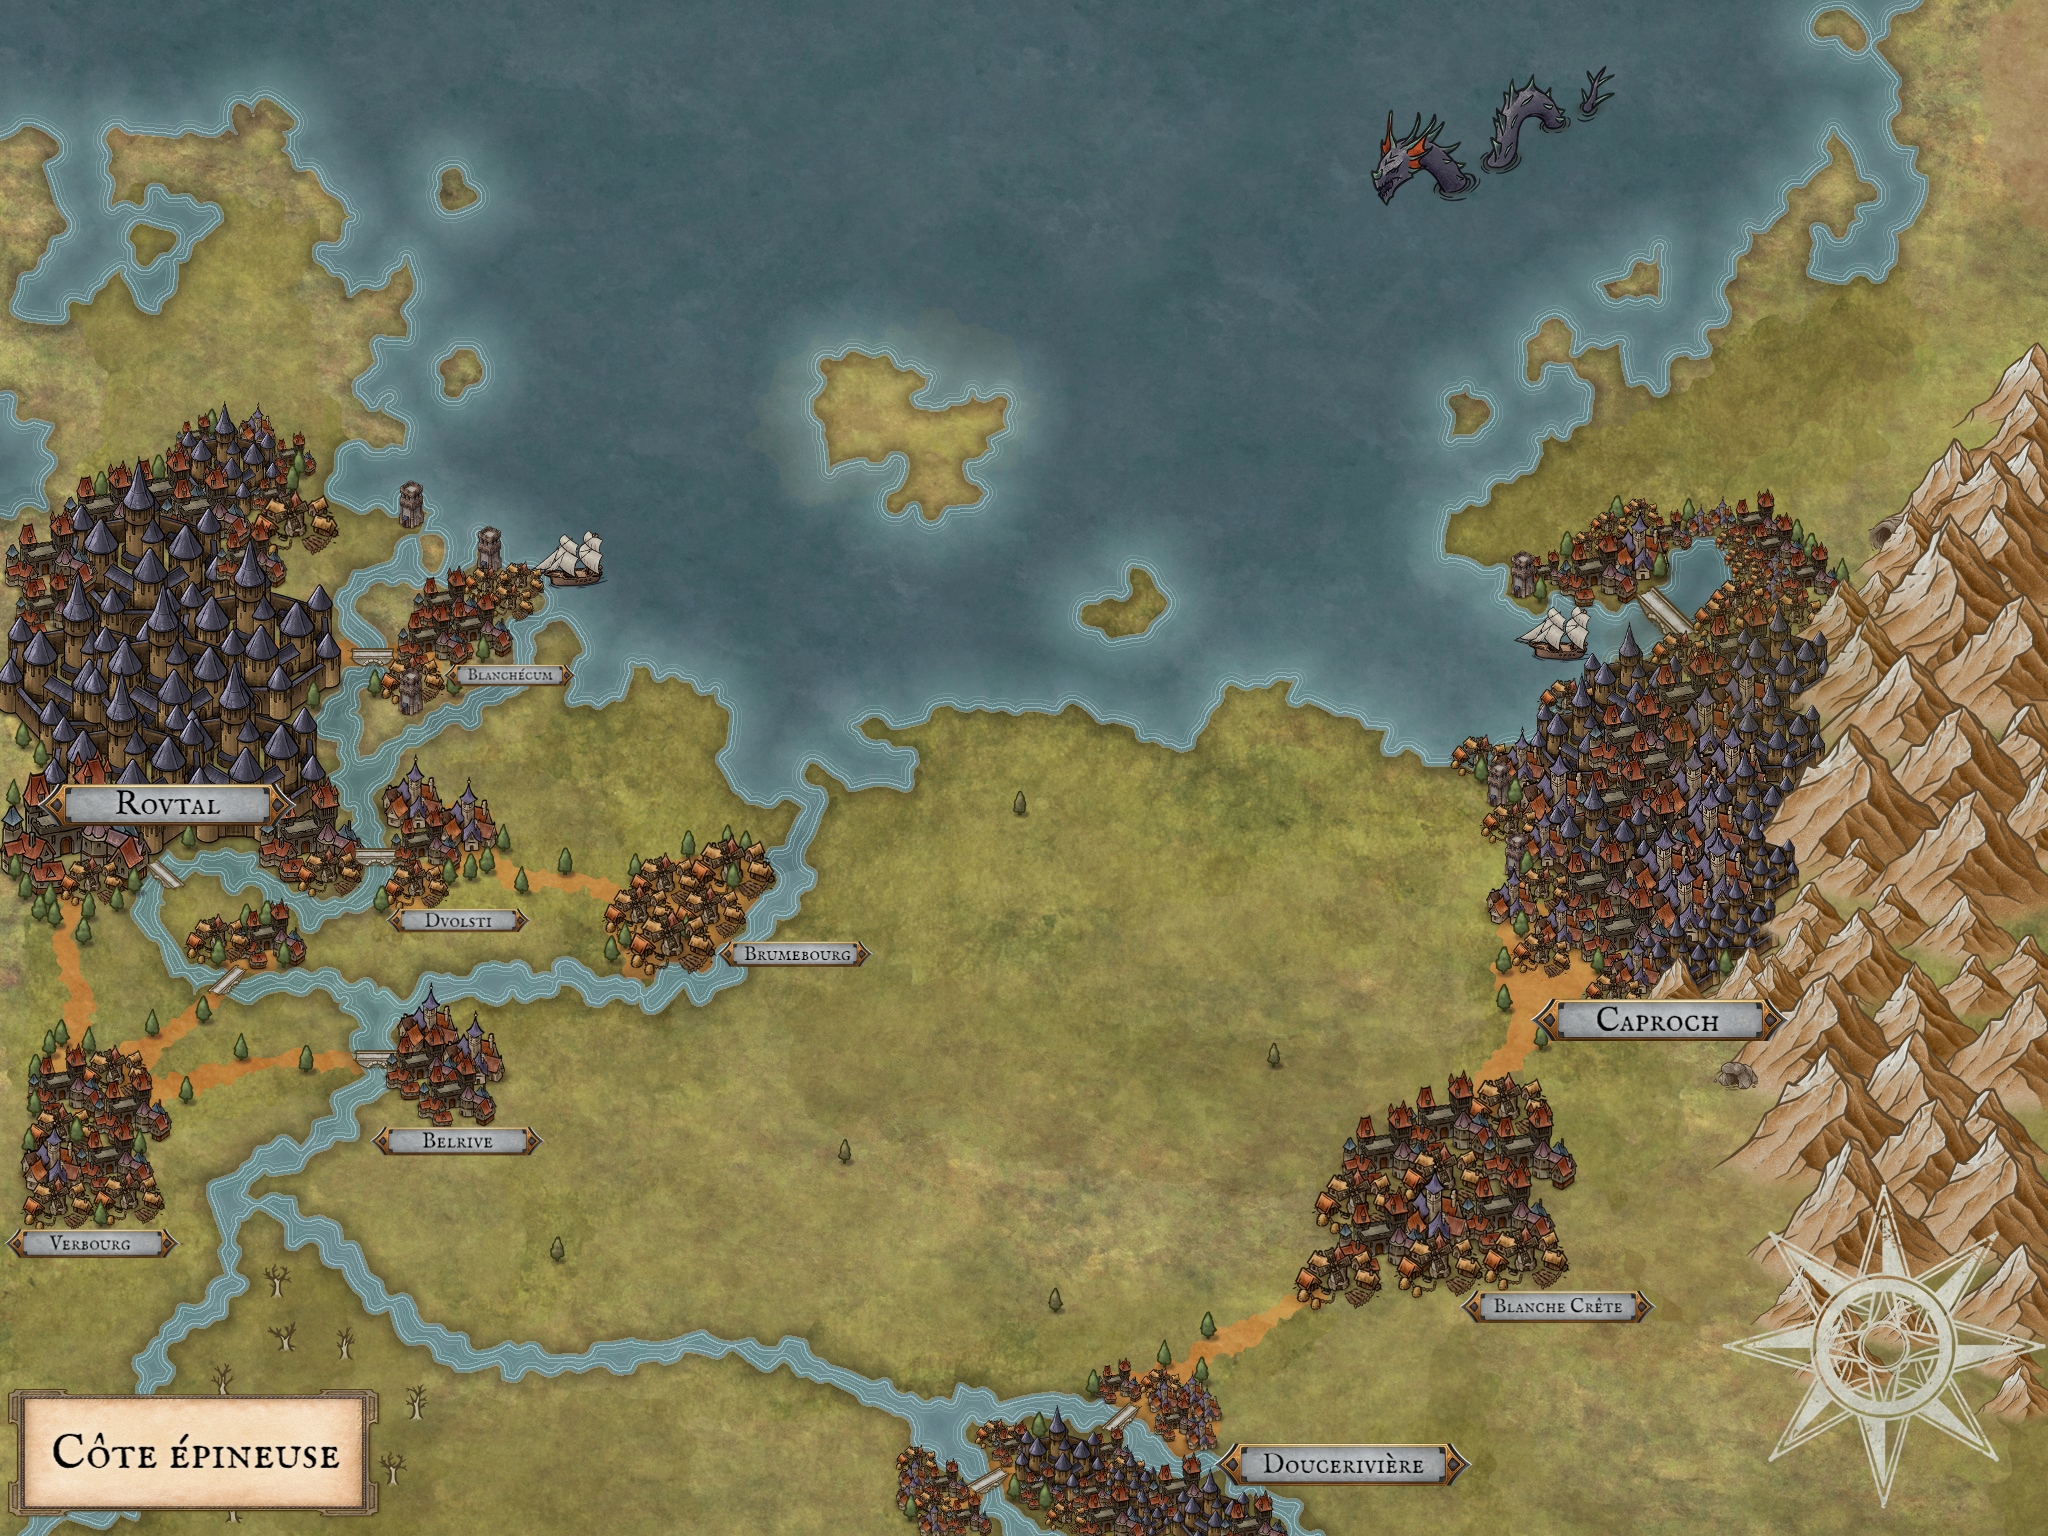 Blanchécum
Rovtal
Dvolsti
Brumebourg
Caproch
Belrive
Verbourg
Blanche Crête
Côte épineuse
Doucerivière